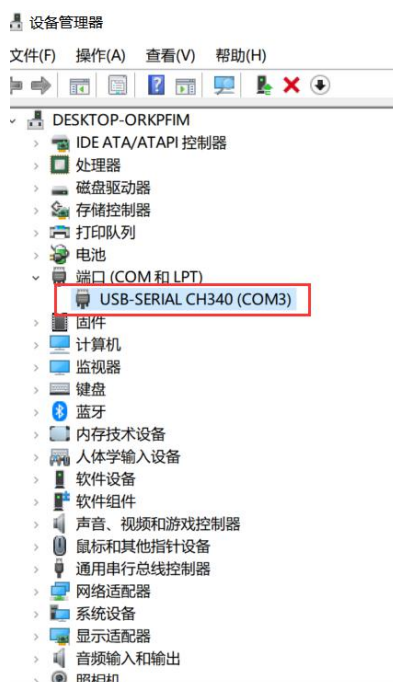 设备管理器
文件(F) 操作(A) 查看(V) 帮助(H)
DESKTOP-ORKPFIM
IDE ATA/ATAPI 控制器
处理器
磁盘驱动器
存储控制器
打印队列
电池
端口 (COM 和 LPT)
USB-SERIAL CH340 (COM3)
固件
计算机
监视器
键盘
蓝牙
内存技术设备
人体学输入设备
软件设备
软件组件
声音、视频和游戏控制器
鼠标和其他指针设备
通用串行总线控制器
网络适配器
系统设备
显示适配器
音频输入和输出
照相机